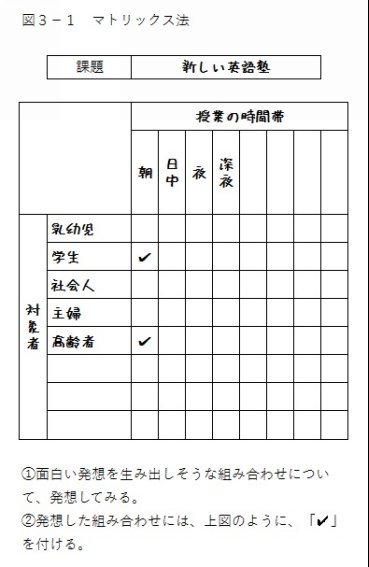 図３－１　マトリックス法
課題　新しい英語塾
授業の時間帯
朝　日中　夜　深夜
対象者
乳幼児
学生　✔
社会人
主婦
高齢者　✔
①面白い発想を生み出しそうな組み合わせについ
て、発想してみる。
②発想した組み合わせには、上図のように、「✔」
を付ける。